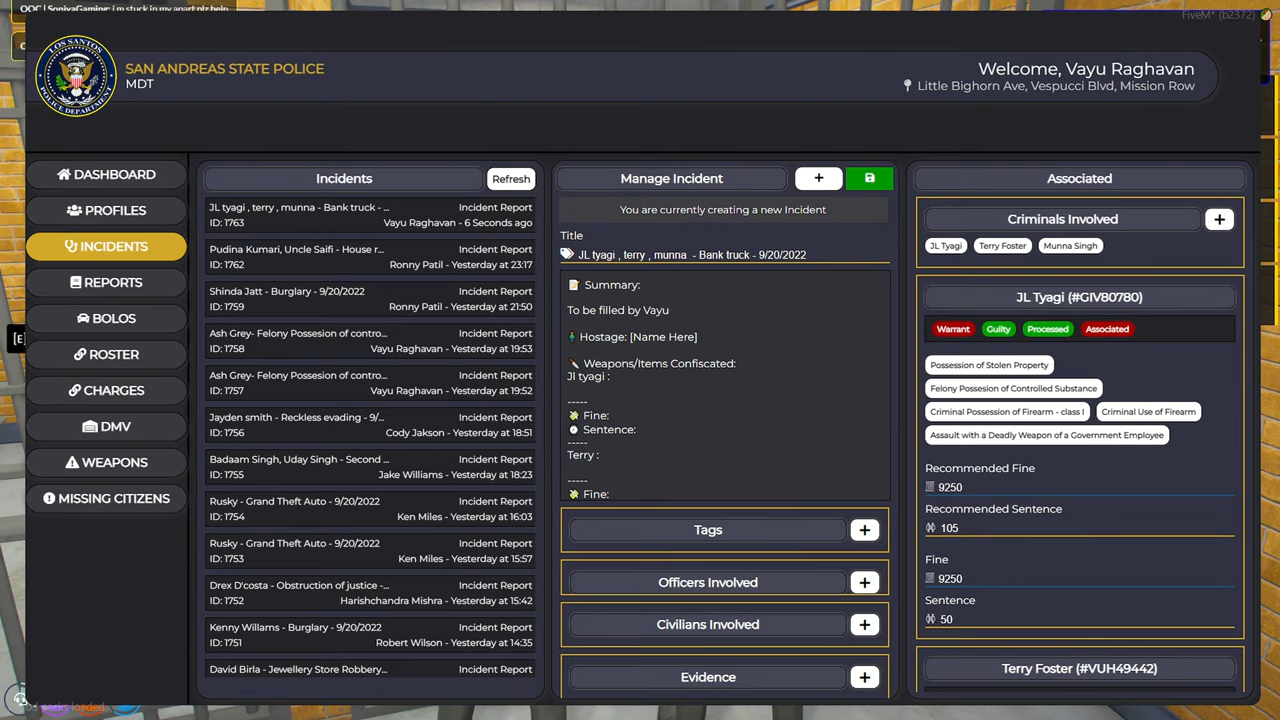 OOC | SoniyaGaming: i m stuck in my apart plz help
FiveM* (b2372)
LOS SANTOS
POLICE DEPARTMENT
SAN ANDREAS STATE POLICE
MDT
Welcome, Vayu Raghavan
Little Bighorn Ave, Vespucci Blvd, Mission Row
DASHBOARD
PROFILES
INCIDENTS
REPORTS
BOLOS
ROSTER
CHARGES
DMV
WEAPONS
MISSING CITIZENS
[E]
Incidents
Refresh
JL tyagi , terry , munna - Bank truck - ...
Incident Report
ID: 1763
Vayu Raghavan - 6 Seconds ago
Pudina Kumari, Uncle Saifi - House r...
Incident Report
ID: 1762
Ronny Patil - Yesterday at 23:17
Shinda Jatt - Burglary - 9/20/2022
Incident Report
ID: 1759
Ronny Patil - Yesterday at 21:50
Ash Grey- Felony Possesion of contro...
Incident Report
ID: 1758
Vayu Raghavan - Yesterday at 19:53
Ash Grey- Felony Possesion of contro...
Incident Report
ID: 1757
Vayu Raghavan - Yesterday at 19:52
Jayden smith - Reckless evading - 9/...
Incident Report
ID: 1756
Cody Jakson - Yesterday at 18:51
Badaam Singh, Uday Singh - Second ...
Incident Report
ID: 1755
Jake Williams - Yesterday at 18:23
Rusky - Grand Theft Auto - 9/20/2022
Incident Report
ID: 1754
Ken Miles - Yesterday at 16:03
Rusky - Grand Theft Auto - 9/20/2022
Incident Report
ID: 1753
Ken Miles - Yesterday at 15:57
Drex D'costa - Obstruction of justice -...
Incident Report
ID: 1752
Harishchandra Mishra - Yesterday at 15:42
Kenny Willams - Burglary - 9/20/2022
Incident Report
ID: 1751
Robert Wilson - Yesterday at 14:35
David Birla - Jewellery Store Robbery...
Incident Report
Manage Incident
+
You are currently creating a new Incident
Title
JL tyagi , terry , munna - Bank truck - 9/20/2022
Summary:
To be filled by Vayu
Hostage: [Name Here]
Weapons/Items Confiscated:
Jl tyagi :
-----
Fine:
Sentence:
-----
Terry :
-----
Fine:
Tags
+
Officers Involved
+
Civilians Involved
+
Evidence
+
Associated
Criminals Involved
+
JL Tyagi
Terry Foster
Munna Singh
JL Tyagi (#GIV80780)
Warrant
Guilty
Processed
Associated
Possession of Stolen Property
Felony Possesion of Controlled Substance
Criminal Possession of Firearm - class I
Criminal Use of Firearm
Assault with a Deadly Weapon of a Government Employee
Recommended Fine
9250
Recommended Sentence
105
Fine
9250
Sentence
50
Terry Foster (#VUH49442)
packs loaded